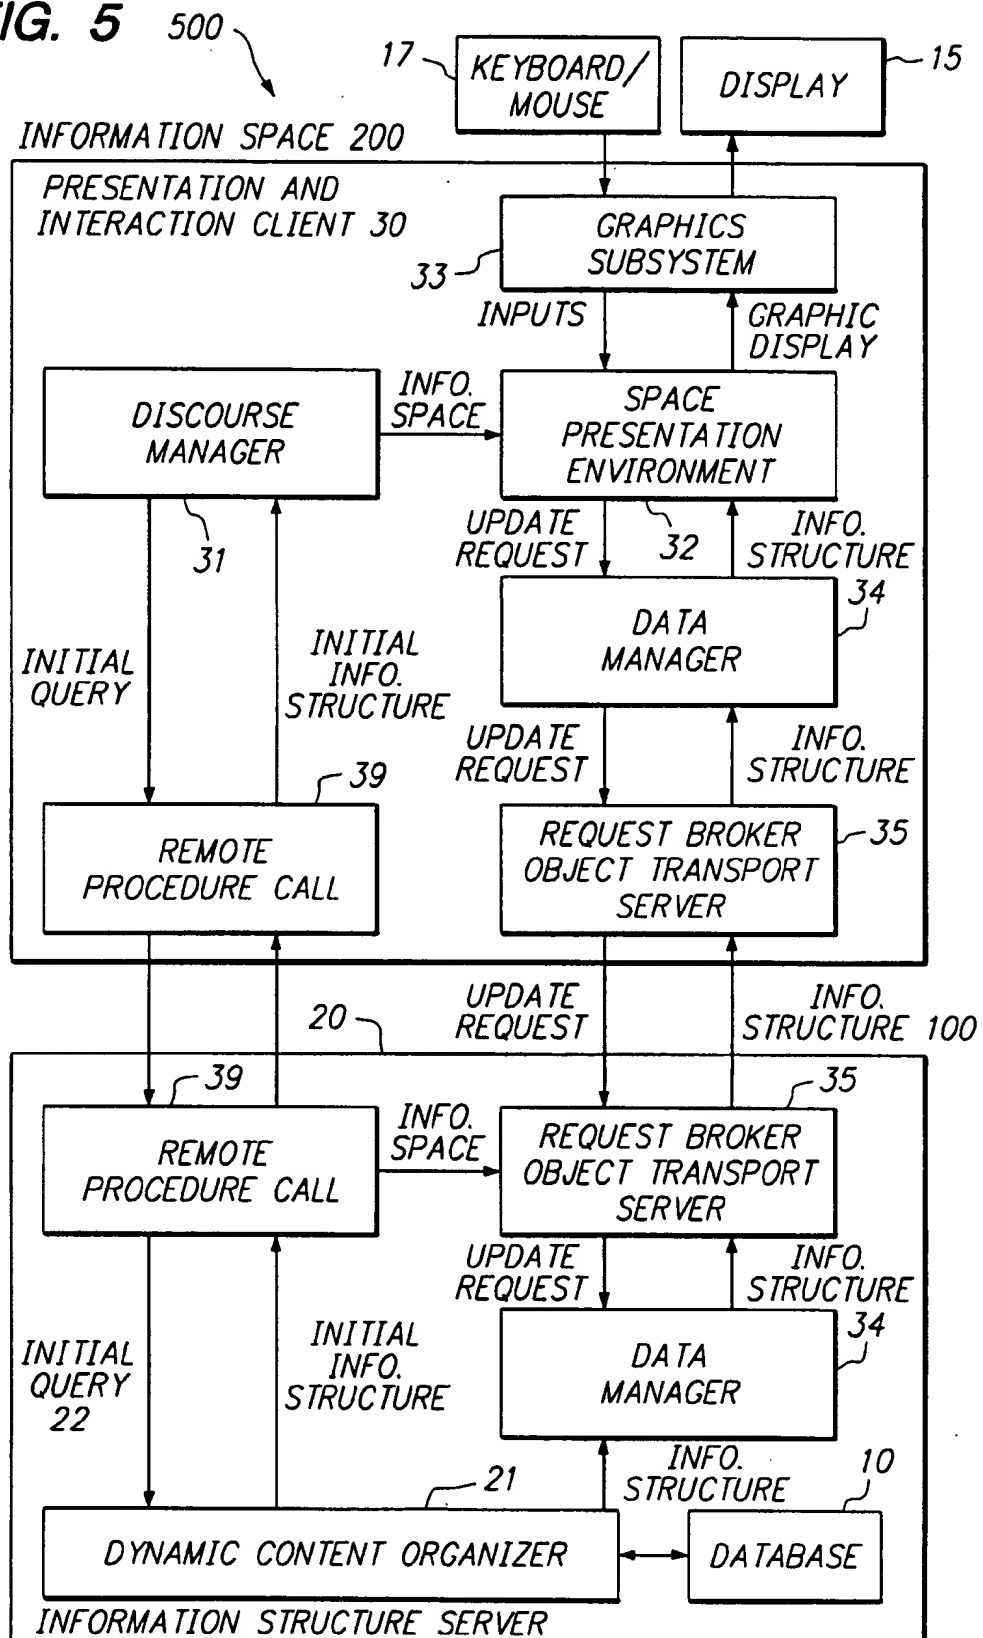 FIG. 5
500
17
KEYBOARD/
MOUSE
DISPLAY
15
INFORMATION SPACE 200
PRESENTATION AND
INTERACTION CLIENT 30
GRAPHICS
SUBSYSTEM
33
INPUTS
GRAPHIC
DISPLAY
DISCOURSE
MANAGER
31
INFO.
SPACE
SPACE
PRESENTATION
ENVIRONMENT
32
UPDATE
REQUEST
INFO.
STRUCTURE
34
DATA
MANAGER
INITIAL
QUERY
INITIAL
INFO.
STRUCTURE
UPDATE
REQUEST
INFO.
STRUCTURE
39
REMOTE
PROCEDURE CALL
REQUEST BROKER
OBJECT TRANSPORT
SERVER
35
UPDATE
REQUEST
INFO.
STRUCTURE 100
20
39
REMOTE
PROCEDURE CALL
INFO.
SPACE
35
REQUEST BROKER
OBJECT TRANSPORT
SERVER
UPDATE
REQUEST
INFO.
STRUCTURE
34
DATA
MANAGER
INITIAL
QUERY
22
INITIAL
INFO.
STRUCTURE
INFO.
STRUCTURE
21
10
DYNAMIC CONTENT ORGANIZER
DATABASE
INFORMATION STRUCTURE SERVER